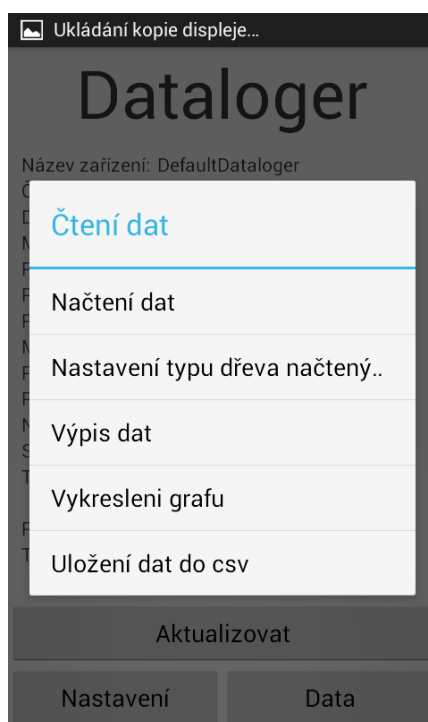 Ukládání kopie displeje...
Dataloger
Název zařízení: DefaultDataloger
Čtení dat
Načtení dat
Nastavení typu dřeva načtený..
Výpis dat
Vykresleni grafu
Uložení dat do csv
Aktualizovat
Nastavení Data